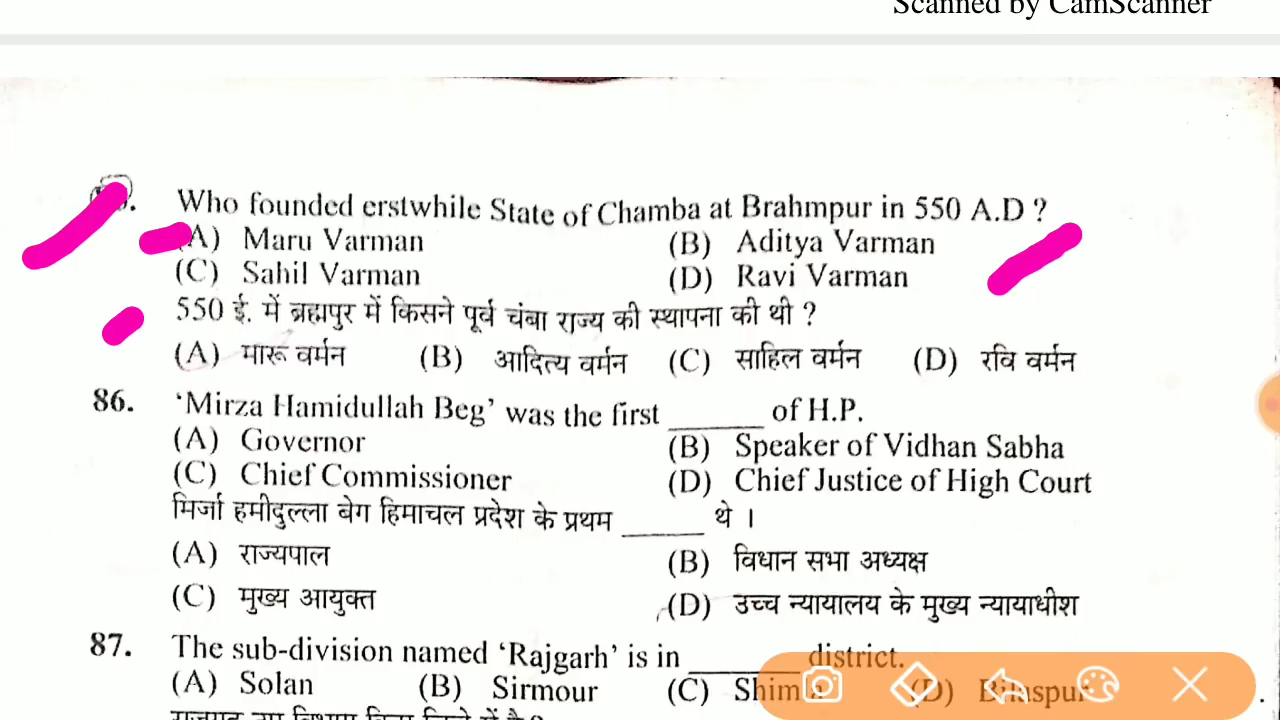 Scanned by CamScanner
Who founded erstwhile State of Chamba at Brahmpur in 550 A.D ?
(A) Maru Varman (B) Aditya Varman
(C) Sahil Varman (D) Ravi Varman
550 ई. में ब्रह्मपुर में किसने पूर्व चंबा राज्य की स्थापना की थी ?
(A) मारू वर्मन (B) आदित्य वर्मन (C) साहिल वर्मन (D) रवि वर्मन
86. ‘Mirza Hamidullah Beg’ was the first ______ of H.P.
(A) Governor (B) Speaker of Vidhan Sabha
(C) Chief Commissioner (D) Chief Justice of High Court
मिर्जा हमीदुल्ला बेग हिमाचल प्रदेश के प्रथम ______ थे ।
(A) राज्यपाल (B) विधान सभा अध्यक्ष
(C) मुख्य आयुक्त (D) उच्च न्यायालय के मुख्य न्यायाधीश
87. The sub-division named ‘Rajgarh’ is in ______ district.
(A) Solan (B) Sirmour (C) Shimla (D) Bilaspur